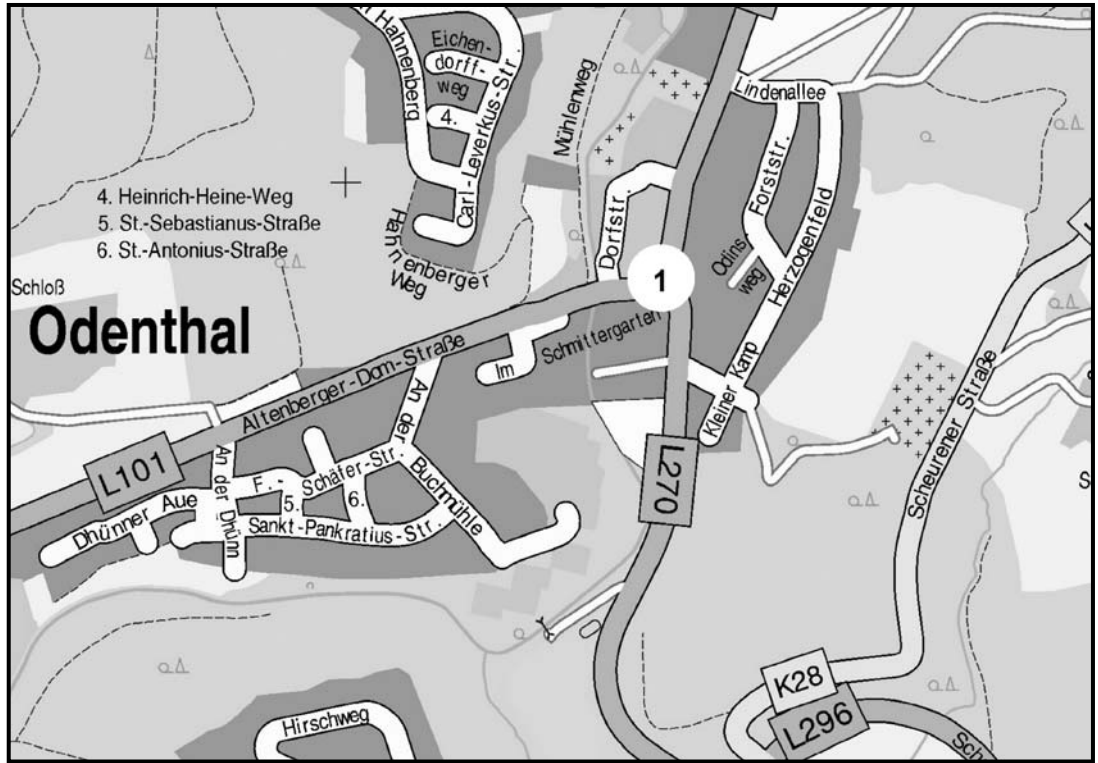 Hahnenberg
Eichen-
dorff-
weg
4.
Carl-Leverkus-Str.
Mühlenweg
Lindenallee
Forststr.
Herzogenfeld
Dorfstr.
Odins
weg
Hahnenberger
Weg
4. Heinrich-Heine-Weg
5. St.-Sebastianus-Straße
6. St.-Antonius-Straße
Schloß
Odenthal
1
Altenberger-Dom-Straße
Im
Schmittergarten
Kleiner Kamp
L101
L270
An der
Buchmühle
An der Dhünn
F.-
Schäfer-Str.
5.
6.
Dhünner Aue
Sankt-Pankratius-Str.
Scheurener Straße
K28
L296
Sch
Hirschweg